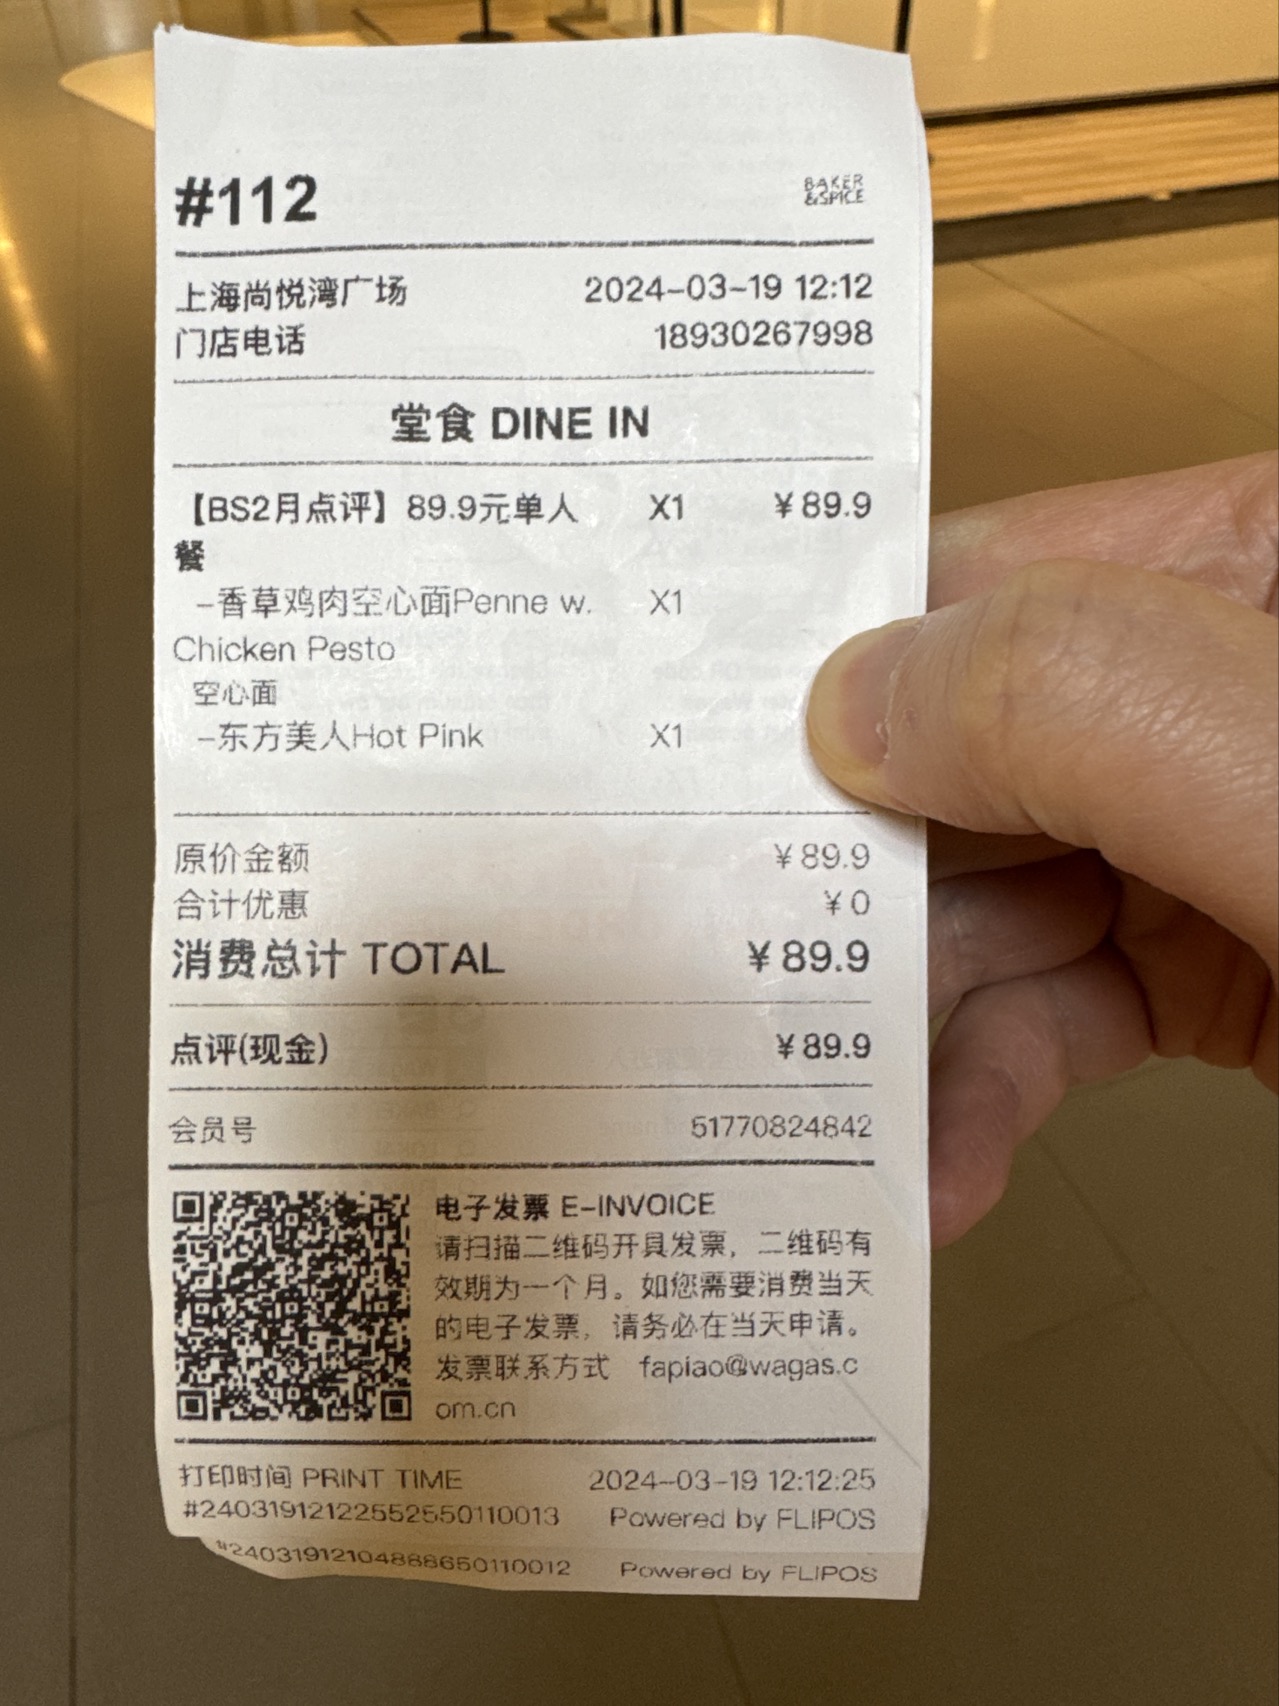 #112
BAKER
&SPICE
上海尚悦湾广场 2024-03-19 12:12
门店电话 18930267998
堂食 DINE IN
【BS2月点评】89.9元单人 X1 ¥89.9
餐
-香草鸡肉空心面Penne w. X1
Chicken Pesto
空心面
-东方美人Hot Pink X1
原价金额 ¥89.9
合计优惠 ¥0
消费总计 TOTAL ¥89.9
点评(现金) ¥89.9
会员号 51770824842
电子发票 E-INVOICE
请扫描二维码开具发票，二维码有
效期为一个月。如您需要消费当天
的电子发票，请务必在当天申请。
发票联系方式 fapiao@wagas.c
om.cn
打印时间 PRINT TIME 2024-03-19 12:12:25
#240319121225525550110013 Powered by FLIPOS
#240319121048886650110012 Powered by FLIPOS